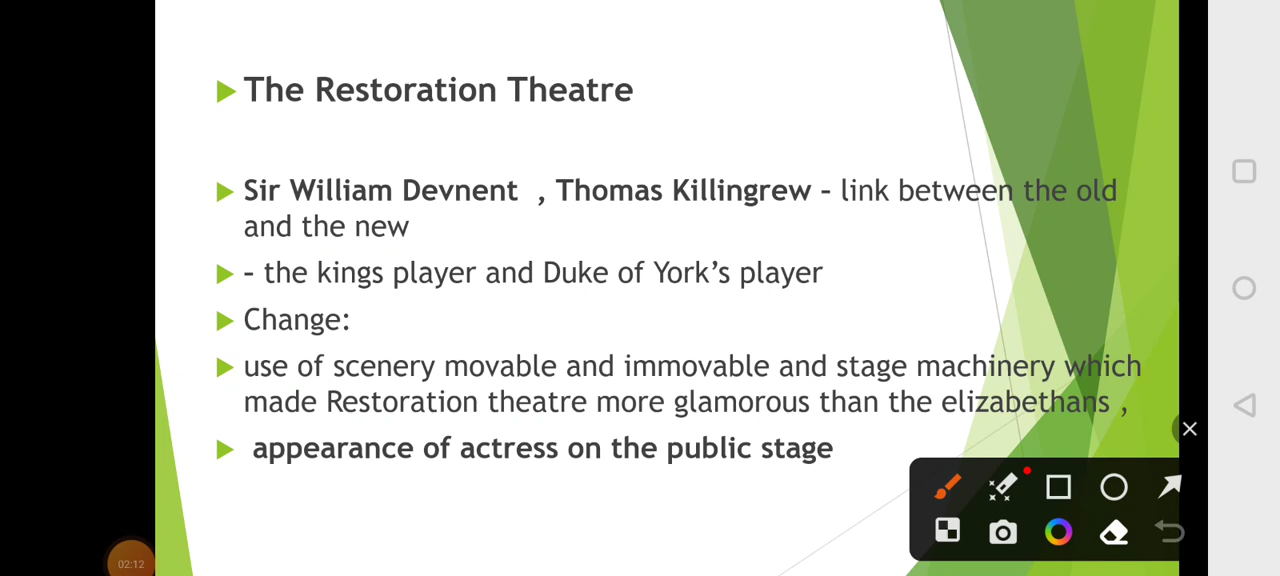 The Restoration Theatre
Sir William Devnent , Thomas Killingrew – link between the old
and the new
– the kings player and Duke of York’s player
Change:
use of scenery movable and immovable and stage machinery which
made Restoration theatre more glamorous than the elizabethans ,
appearance of actress on the public stage
02:12